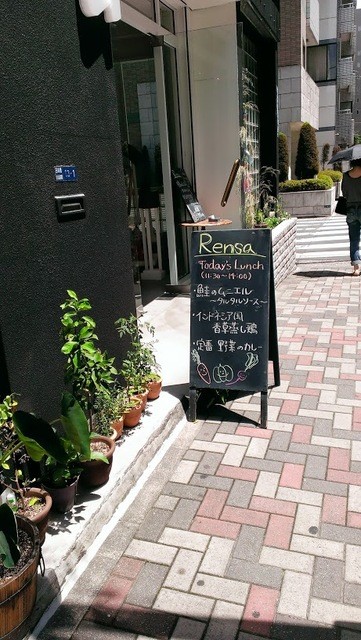 Rensa
Today's Lunch
(11:30〜14:00)
・鮭のムニエル
〜タルタルソース〜
・インドネシア風
香草蒸し鶏
・定番 野菜のカレー